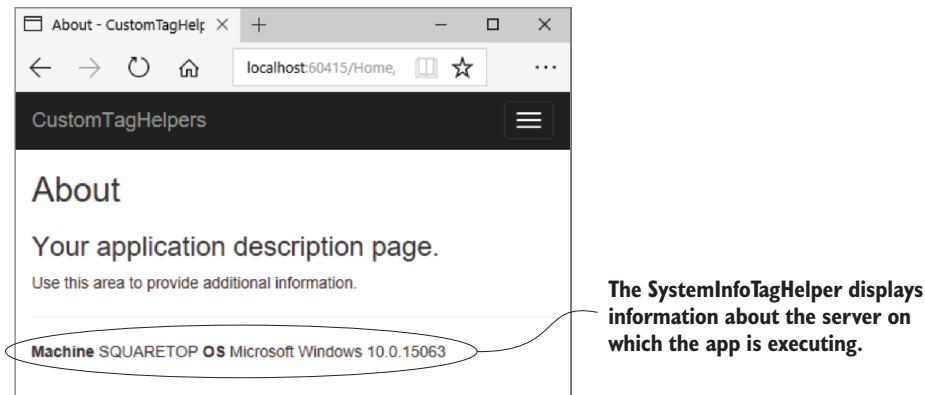 About - CustomTagHelp
localhost:60415/Home,
CustomTagHelpers
About
Your application description page.
Use this area to provide additional information.
Machine SQUARETOP OS Microsoft Windows 10.0.15063
The SystemInfoTagHelper displays
information about the server on
which the app is executing.